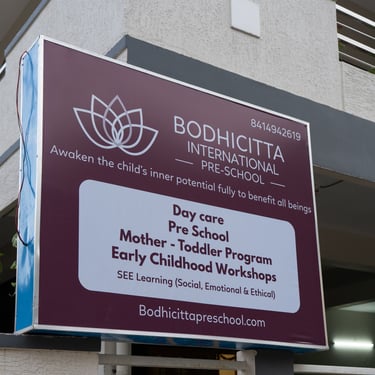 8414942619
BODHICITTA
INTERNATIONAL
PRE-SCHOOL
Awaken the child's inner potential fully to benefit all beings
Day care
Pre School
Mother - Toddler Program
Early Childhood Workshops
SEE Learning (Social, Emotional & Ethical)
Bodhicittapreschool.com